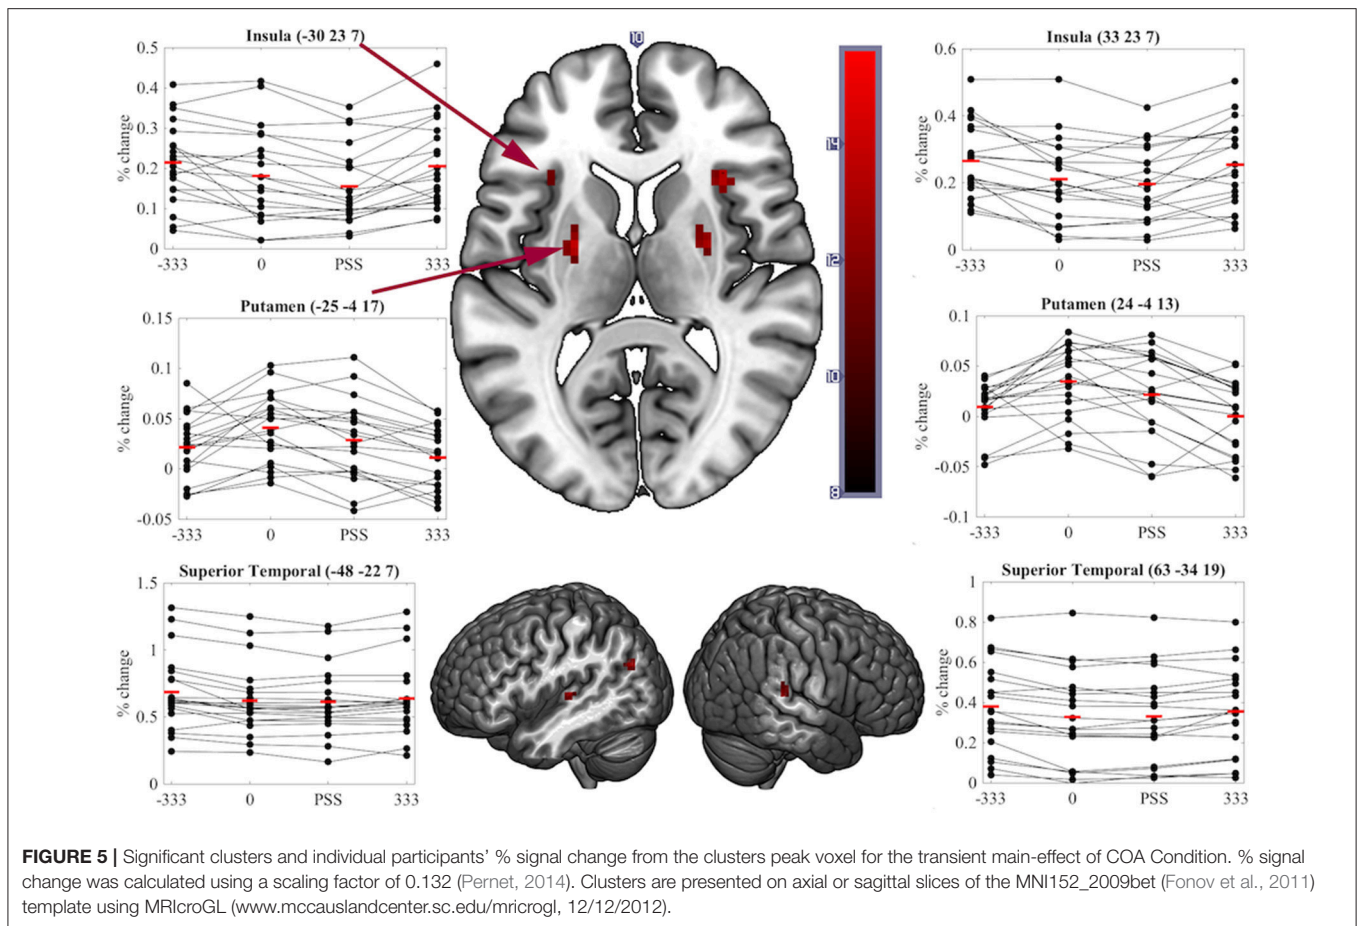 Insula (-30 23 7)
% change
0.5
0.4
0.3
0.2
0.1
0
-333
0
PSS
333
10
14
12
10
8
Insula (33 23 7)
% change
0.6
0.4
0.2
0
-333
0
PSS
333
Putamen (-25 -4 17)
% change
0.15
0.1
0.05
0
-0.05
-333
0
PSS
333
Putamen (24 -4 13)
% change
0.1
0.05
0
-0.05
-0.1
-333
0
PSS
333
Superior Temporal (-48 -22 7)
% change
1.5
1
0.5
0
-333
0
PSS
333
Superior Temporal (63 -34 19)
% change
1
0.8
0.6
0.4
0.2
0
-333
0
PSS
333
FIGURE 5 | Significant clusters and individual participants' % signal change from the clusters peak voxel for the transient main-effect of COA Condition. % signal
change was calculated using a scaling factor of 0.132 (Pernet, 2014). Clusters are presented on axial or sagittal slices of the MNI152_2009bet (Fonov et al., 2011)
template using MRIcroGL (www.mccauslandcenter.sc.edu/mricrogl, 12/12/2012).